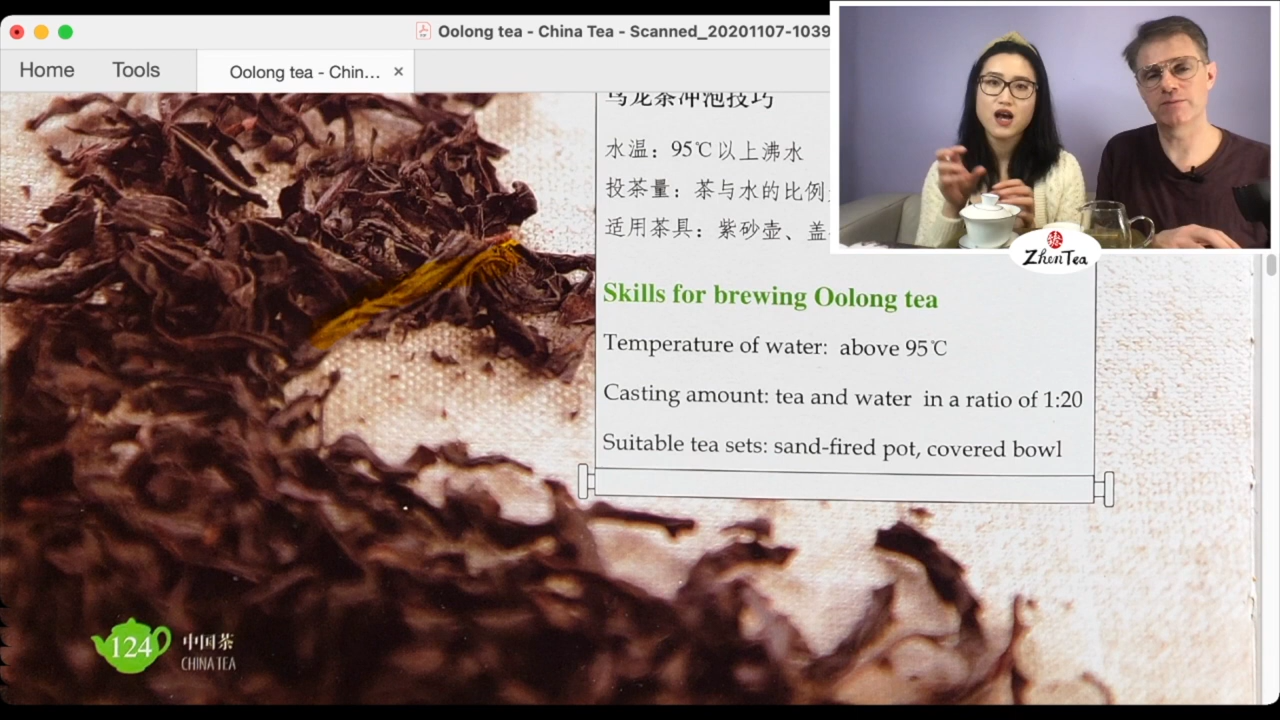 Oolong tea - China Tea - Scanned_20201107-1039
Home Tools Oolong tea - Chin... ×
乌龙茶冲泡技巧
水温：95℃以上沸水
投茶量：茶与水的比例
适用茶具：紫砂壶、盖
Skills for brewing Oolong tea
Temperature of water: above 95℃
Casting amount: tea and water in a ratio of 1:20
Suitable tea sets: sand-fired pot, covered bowl
ZhenTea
124 中国茶
CHINA TEA